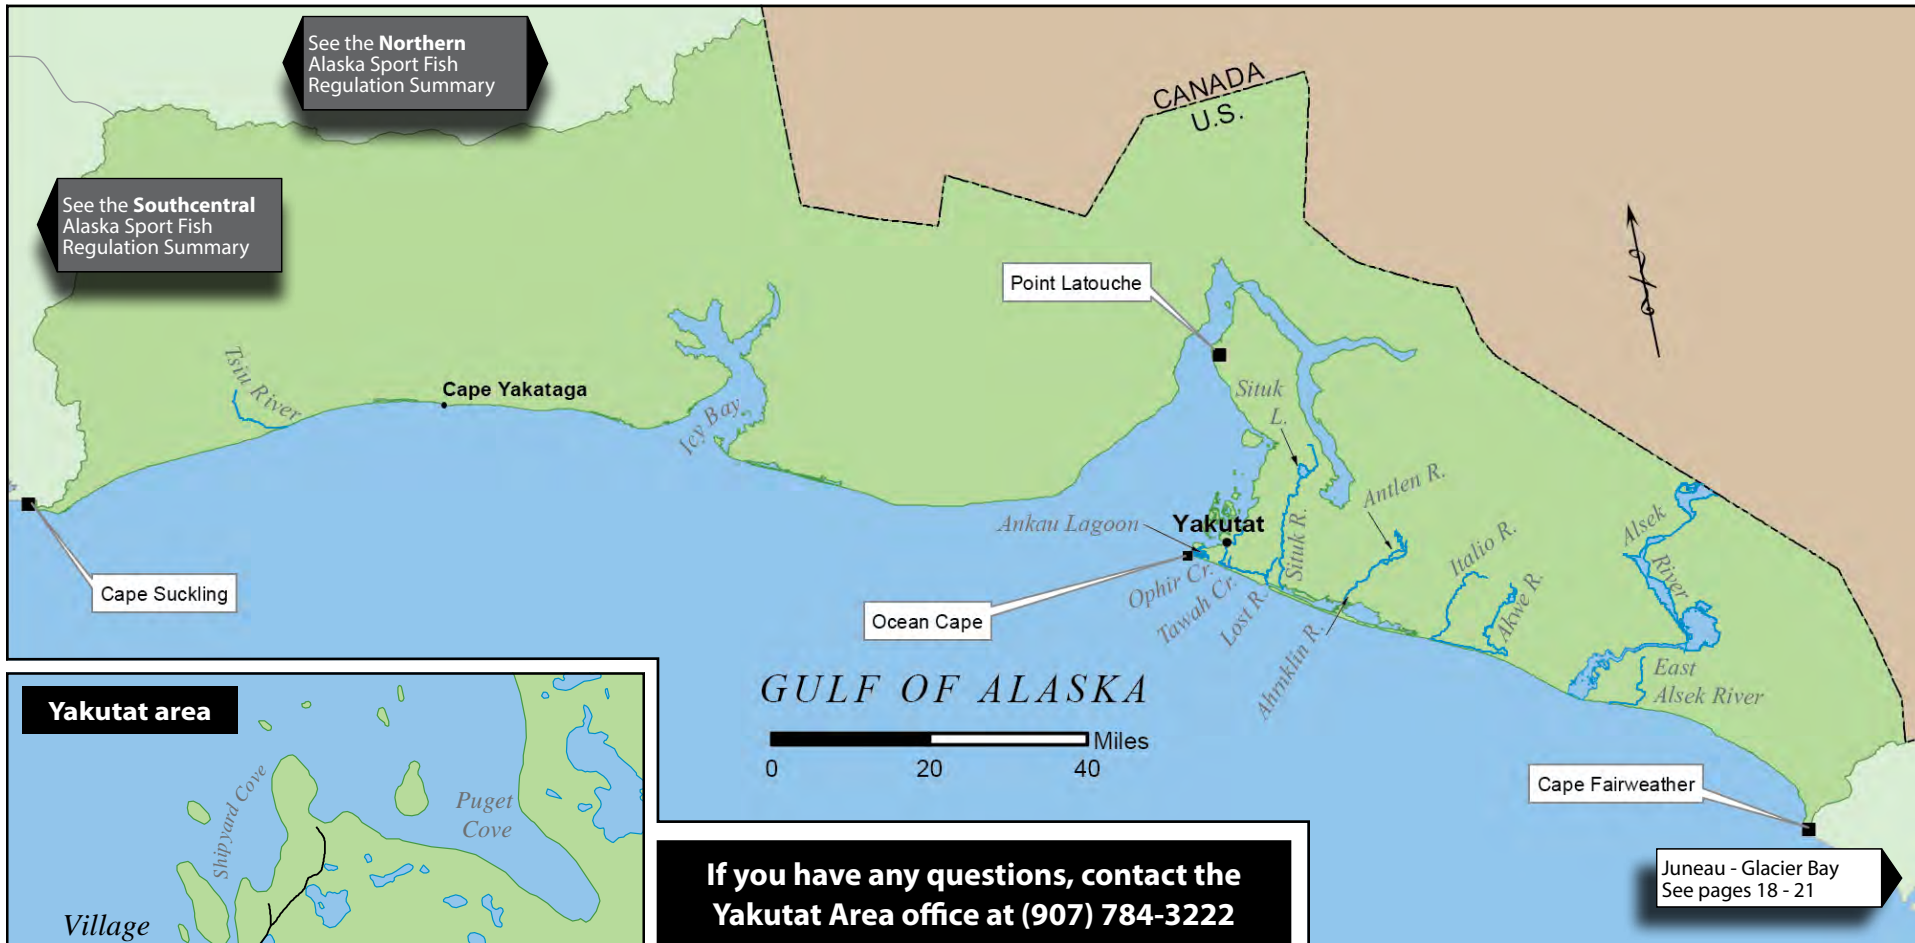 See the Northern
Alaska Sport Fish
Regulation Summary
See the Southcentral
Alaska Sport Fish
Regulation Summary
CANADA
U.S.
Point Latouche
Tsiu River
Cape Yakataga
Icy Bay
Situk
L.
Antlen R.
Ankau Lagoon
Yakutat
Situk R.
Italio R.
Alsek
River
Cape Suckling
Ocean Cape
Ophir Cr.
Tawah Cr.
Lost R.
Ahrnklin R.
Akwe R.
East
Alsek River
GULF OF ALASKA
Miles
0 20 40
Cape Fairweather
Juneau - Glacier Bay
See pages 18 - 21
Yakutat area
Shipyard Cove
Puget
Cove
Village
If you have any questions, contact the
Yakutat Area office at (907) 784-3222